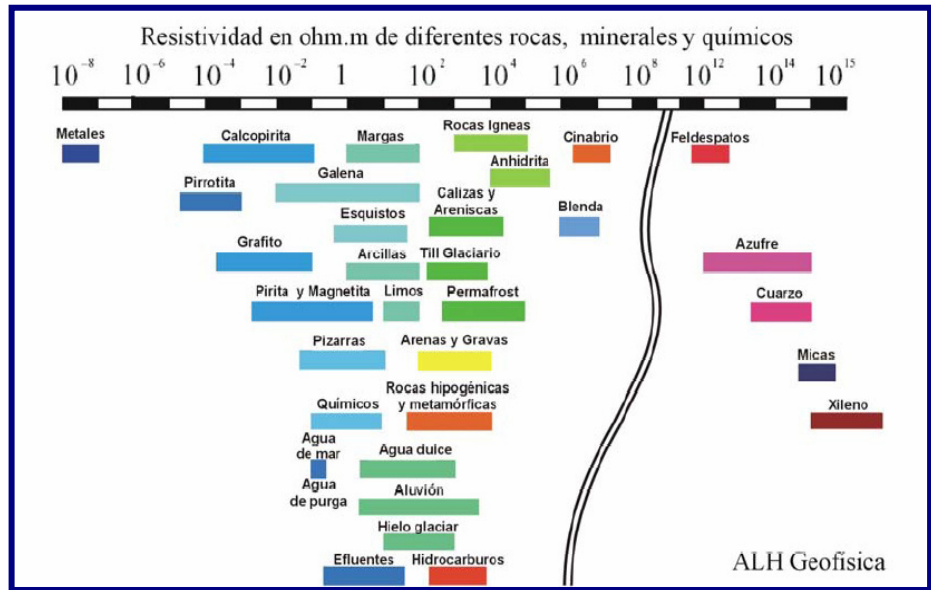 Resistividad en ohm.m de diferentes rocas, minerales y químicos
10⁻⁸ 10⁻⁶ 10⁻⁴ 10⁻² 1 10² 10⁴ 10⁶ 10⁸ 10¹² 10¹⁴ 10¹⁵
Metales
Calcopirita
Margas
Rocas Igneas
Cinabrio
Feldespatos
Anhidrita
Pirrotita
Galena
Calizas y
Areniscas
Blenda
Esquistos
Grafito
Arcillas
Till Glaciario
Azufre
Pirita y Magnetita
Limos
Permafrost
Cuarzo
Pizarras
Arenas y Gravas
Micas
Químicos
Rocas hipogénicas
y metamórficas
Xileno
Agua
de mar
Agua
de purga
Agua dulce
Aluvión
Hielo glaciar
Efluentes
Hidrocarburos
ALH Geofísica